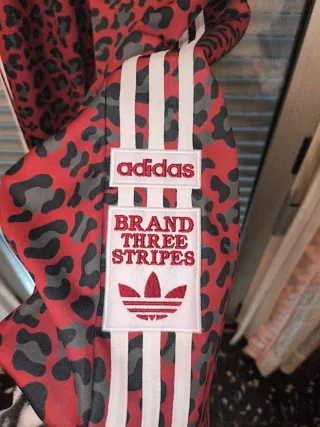 adidas
BRAND
THREE
STRIPES